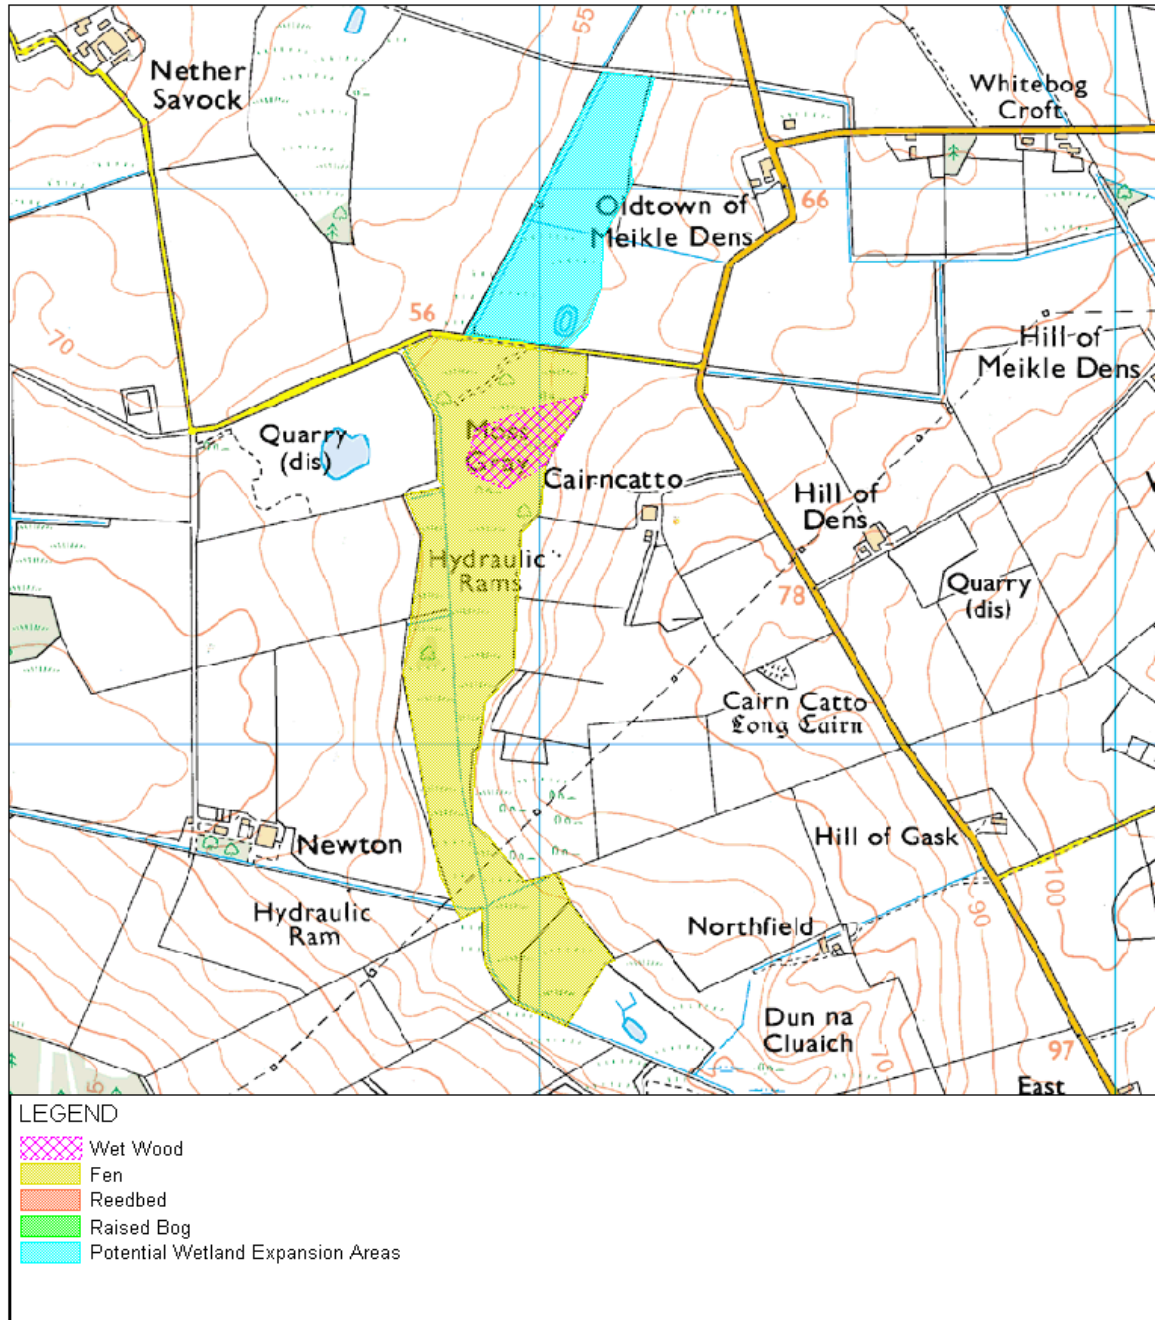 55
Nether
Savock
Whitebog
Croft
Oldtown of
Meikle Dens
66
56
70
Hill of
Meikle Dens
Quarry
(dis)
Moss
Gray
Cairncatto
Hill of
Dens
Hydraulic
Rams
78
Quarry
(dis)
Cairn Catto
Long Cairn
Newton
Hill of Gask
100
90
Hydraulic
Ram
Northfield
Dun na
Cluaich
70
97
East
LEGEND
Wet Wood
Fen
Reedbed
Raised Bog
Potential Wetland Expansion Areas